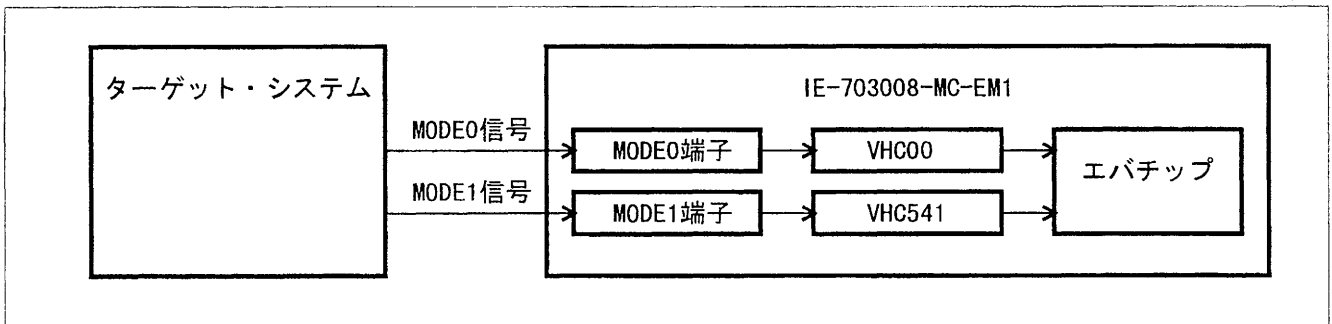 ターゲット・システム
IE-703008-MC-EM1
MODE0信号
MODE0端子
VHC00
エバチップ
MODE1信号
MODE1端子
VHC541